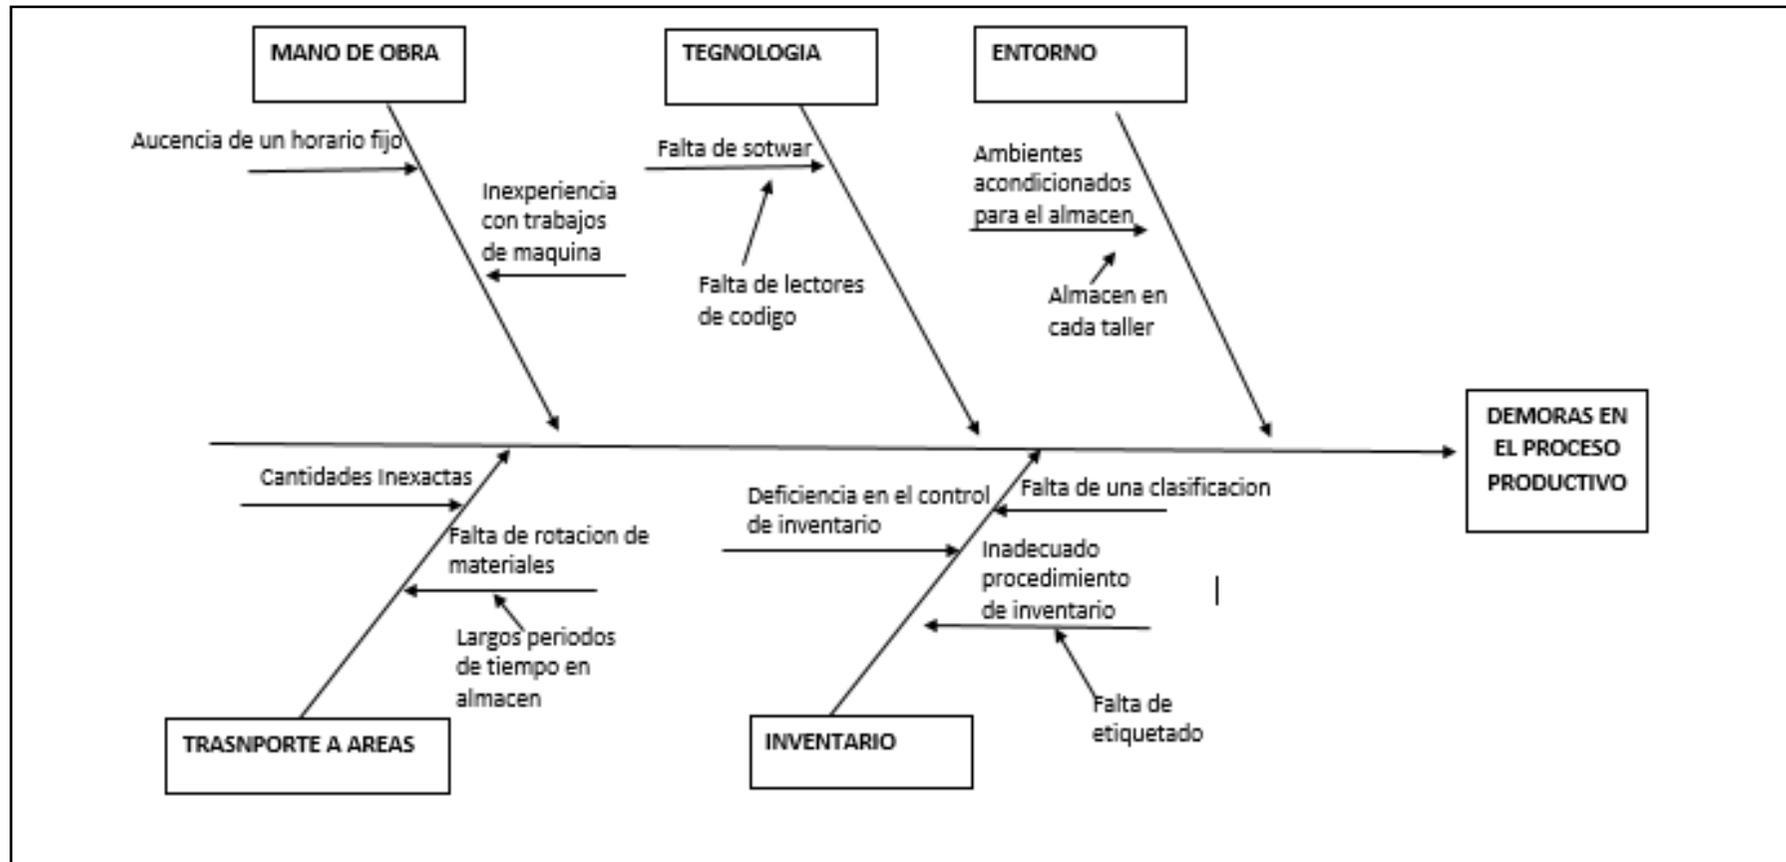 MANO DE OBRA
TEGNOLOGIA
ENTORNO
Aucencia de un horario fijo
Inexperiencia
con trabajos
de maquina
Falta de sotwar
Falta de lectores
de codigo
Ambientes
acondicionados
para el almacen
Almacen en
cada taller
DEMORAS EN
EL PROCESO
PRODUCTIVO
Cantidades Inexactas
Falta de rotacion de
materiales
Largos periodos
de tiempo en
almacen
Deficiencia en el control
de inventario
Falta de una clasificacion
Inadecuado
procedimiento
de inventario
Falta de
etiquetado
TRASNPORTE A AREAS
INVENTARIO